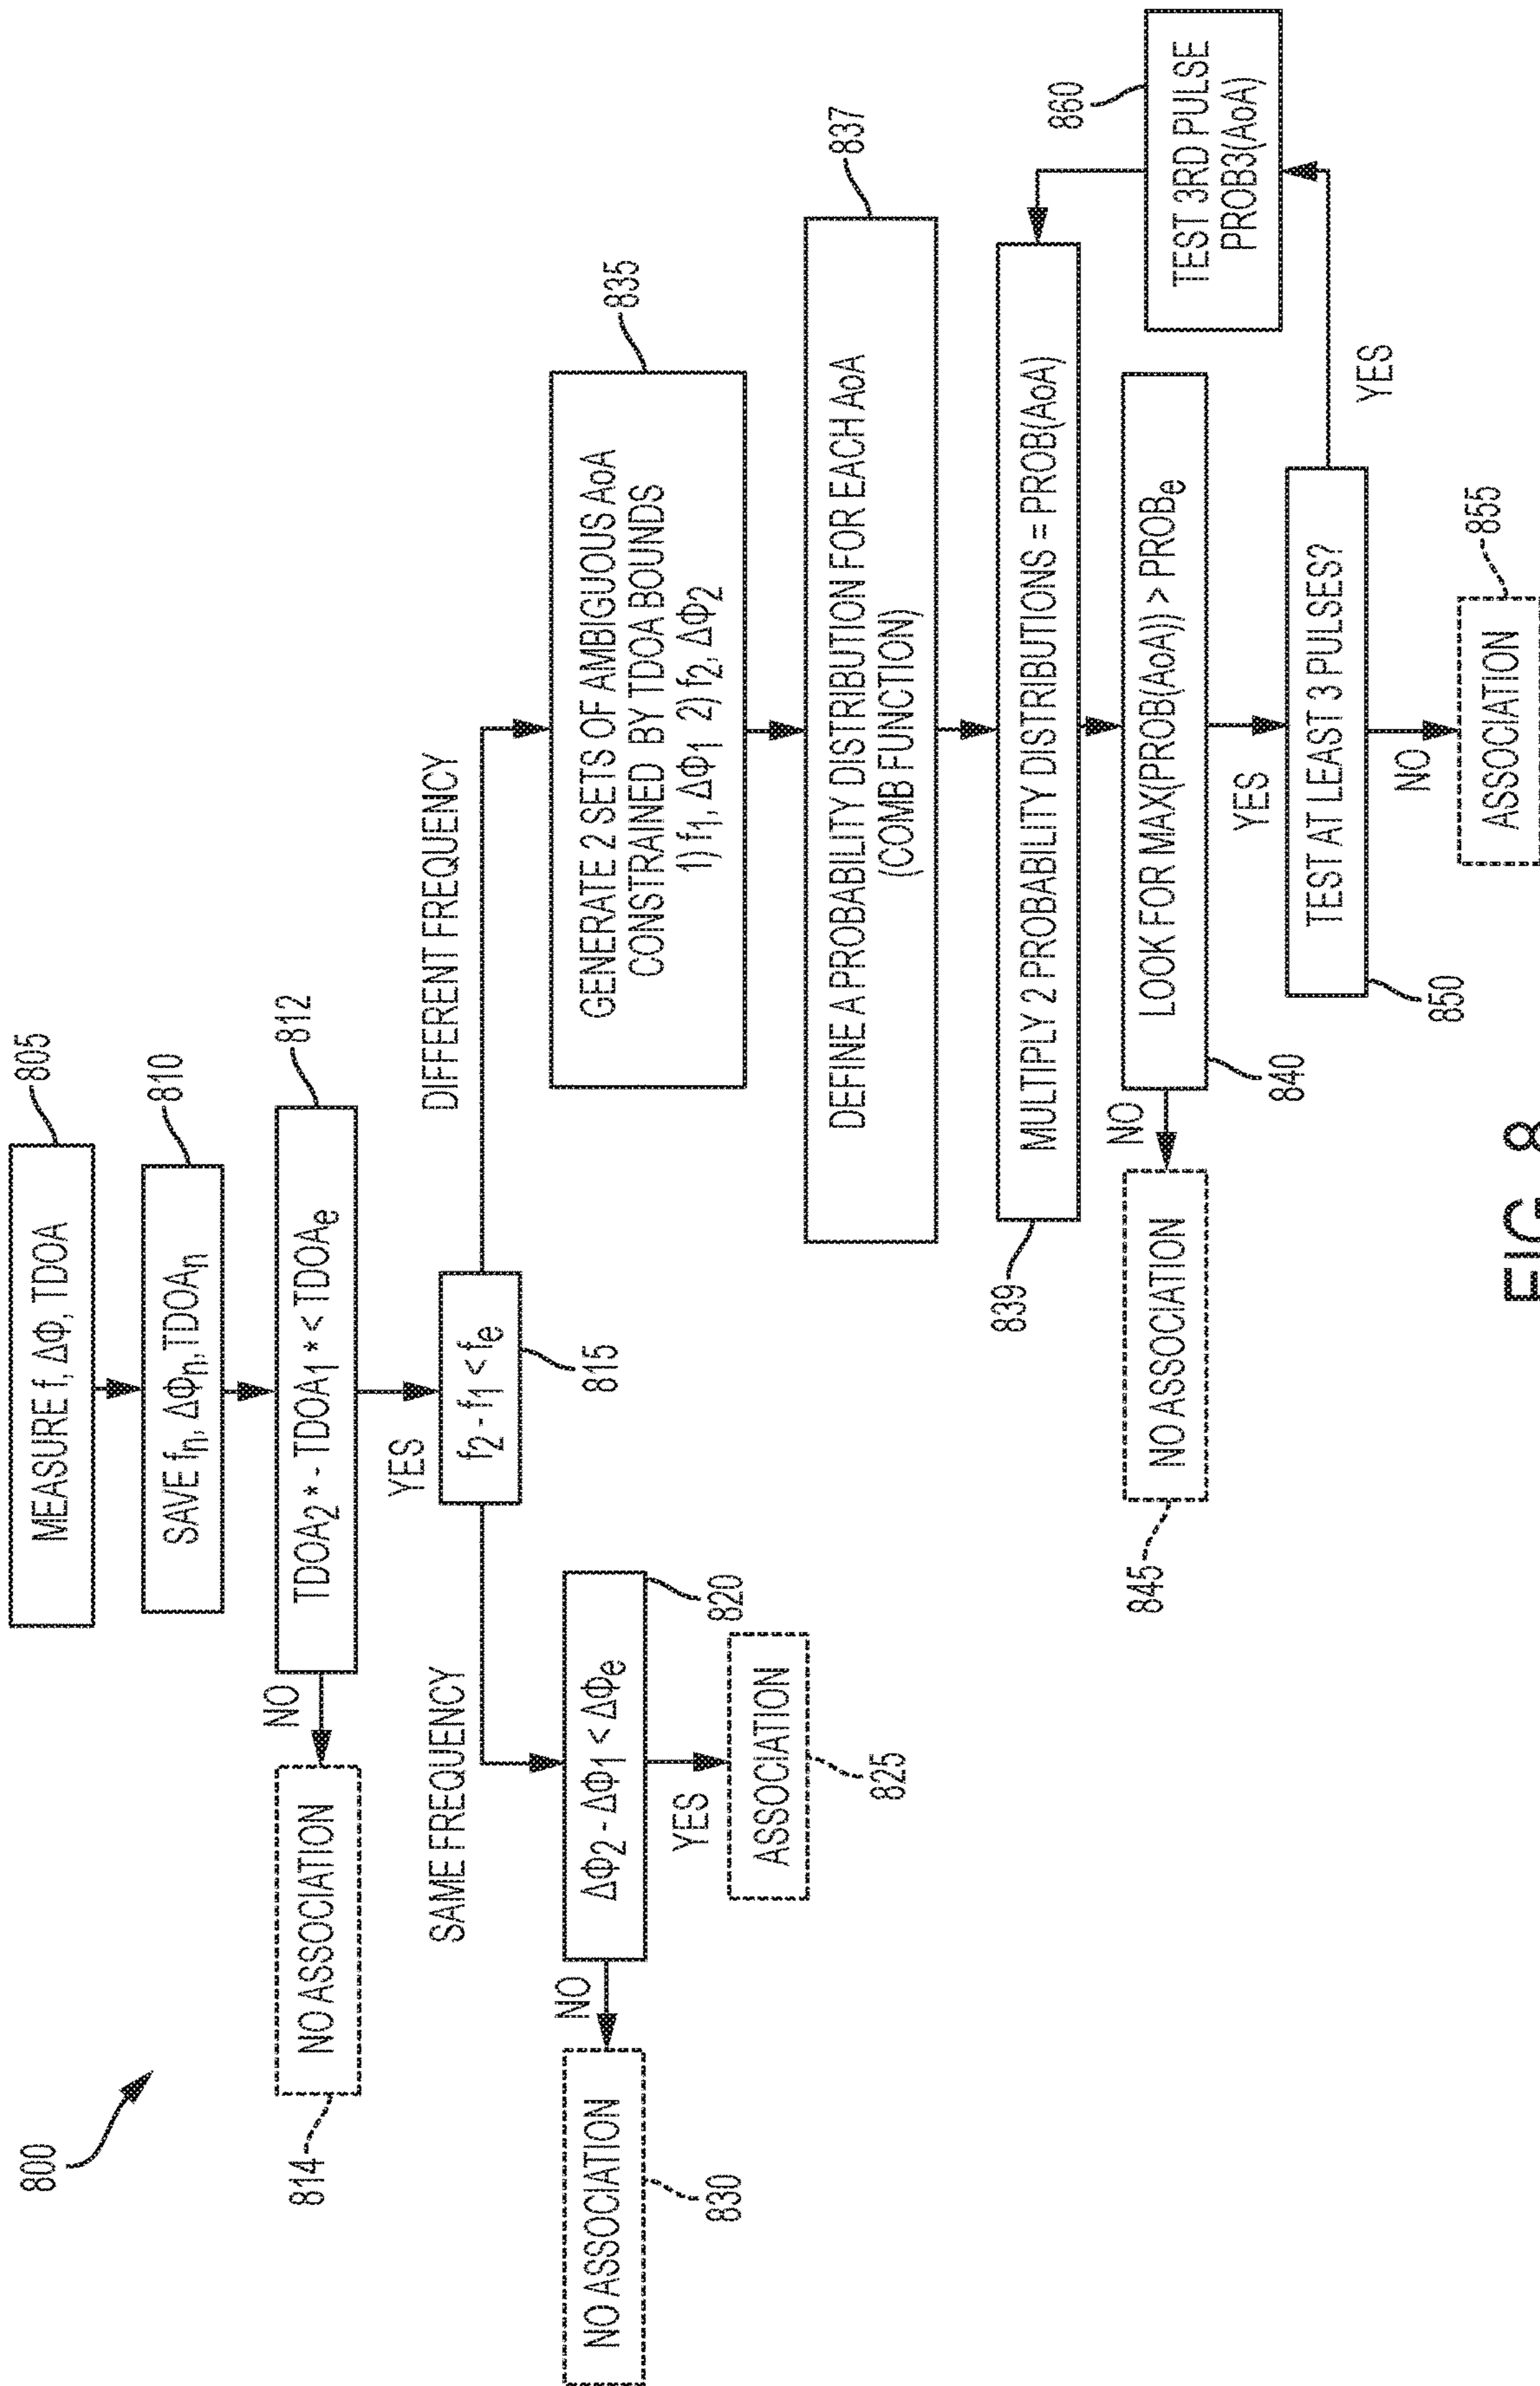 800
MEASURE f, ΔΦ, TDOA
805
SAVE fn, ΔΦn, TDOAn
810
TDOA2* - TDOA1* < TDOAe
812
NO
NO ASSOCIATION
814
YES
f2 - f1 < fe
815
SAME FREQUENCY
DIFFERENT FREQUENCY
ΔΦ2 - ΔΦ1 < ΔΦe
820
NO
NO ASSOCIATION
830
YES
ASSOCIATION
825
GENERATE 2 SETS OF AMBIGUOUS AoA
CONSTRAINED BY TDOA BOUNDS
1) f1, ΔΦ1 2) f2, ΔΦ2
835
DEFINE A PROBABILITY DISTRIBUTION FOR EACH AoA
(COMB FUNCTION)
837
MULTIPLY 2 PROBABILITY DISTRIBUTIONS = PROB(AoA)
839
LOOK FOR MAX(PROB(AoA)) > PROBe
840
NO
NO ASSOCIATION
845
YES
TEST AT LEAST 3 PULSES?
850
YES
TEST 3RD PULSE
PROB3(AoA)
860
NO
ASSOCIATION
855
FIG. 8